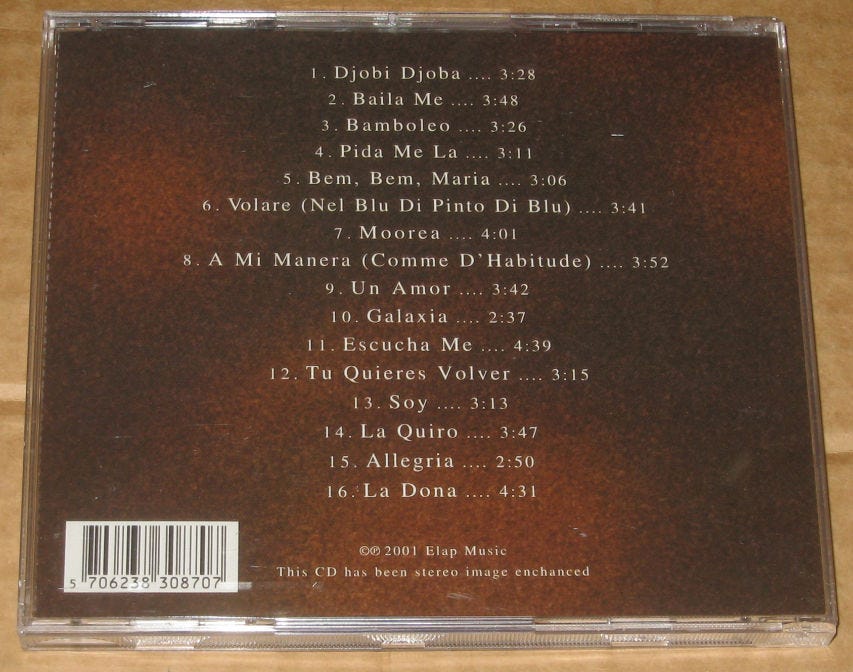 1. Djobi Djoba .... 3:28
2. Baila Me .... 3:48
3. Bamboleo .... 3:26
4. Pida Me La .... 3:11
5. Bem, Bem, Maria .... 3:06
6. Volare (Nel Blu Di Pinto Di Blu) .... 3:41
7. Moorea .... 4:01
8. A Mi Manera (Comme D'Habitude) .... 3:52
9. Un Amor .... 3:42
10. Galaxia .... 2:37
11. Escucha Me .... 4:39
12. Tu Quieres Volver .... 3:15
13. Soy .... 3:13
14. La Quiro .... 3:47
15. Allegria .... 2:50
16. La Dona .... 4:31
©℗ 2001 Elap Music
This CD has been stereo image enchanced
5 706238 308707